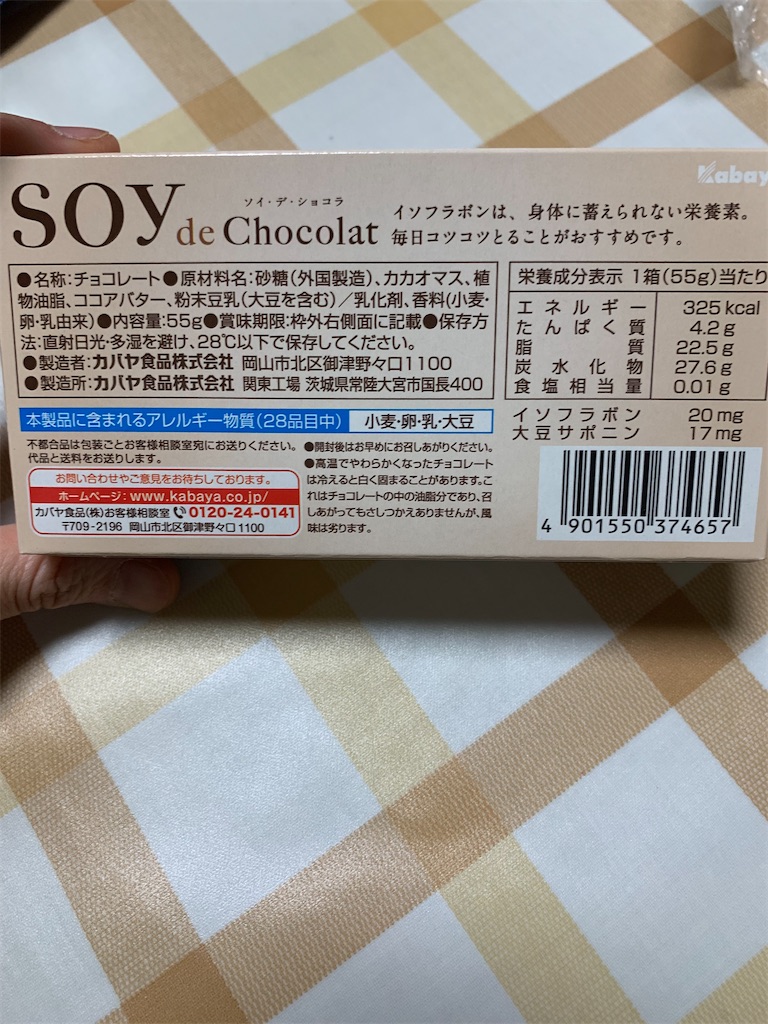 Kabaya
ソイ・デ・ショコラ
SOY de Chocolat
イソフラボンは、身体に蓄えられない栄養素。
毎日コツコツとることがおすすめです。
●名称:チョコレート●原材料名:砂糖(外国製造)、カカオマス、植
物油脂、ココアバター、粉末豆乳(大豆を含む)/乳化剤、香料(小麦・
卵・乳由来)●内容量:55g●賞味期限:枠外右側面に記載●保存方
法:直射日光・多湿を避け、28℃以下で保存してください。
●製造者:カバヤ食品株式会社 岡山市北区御津野々口1100
●製造所:カバヤ食品株式会社 関東工場 茨城県常陸大宮市国長400
栄養成分表示 1箱(55g)当たり
エネルギー 325kcal
たんぱく質 4.2g
脂質 22.5g
炭水化物 27.6g
食塩相当量 0.01g
イソフラボン 20mg
大豆サポニン 17mg
本製品に含まれるアレルギー物質(28品目中) 小麦・卵・乳・大豆
不都合品は包装ごとお客様相談室宛にお送りください。
代品と送料をお送りします。
お問い合わせやご意見をお待ちしております。
ホームページ:www.kabaya.co.jp/
カバヤ食品(株)お客様相談室 0120-24-0141
〒709-2196 岡山市北区御津野々口1100
●開封後はお早めにお召しあがりください。
●高温でやわらかくなったチョコレート
は冷えると白く固まることがあります。こ
れはチョコレートの中の油脂分であり、召
しあがってもさしつかえありませんが、風
味は劣ります。
4 901550 374657